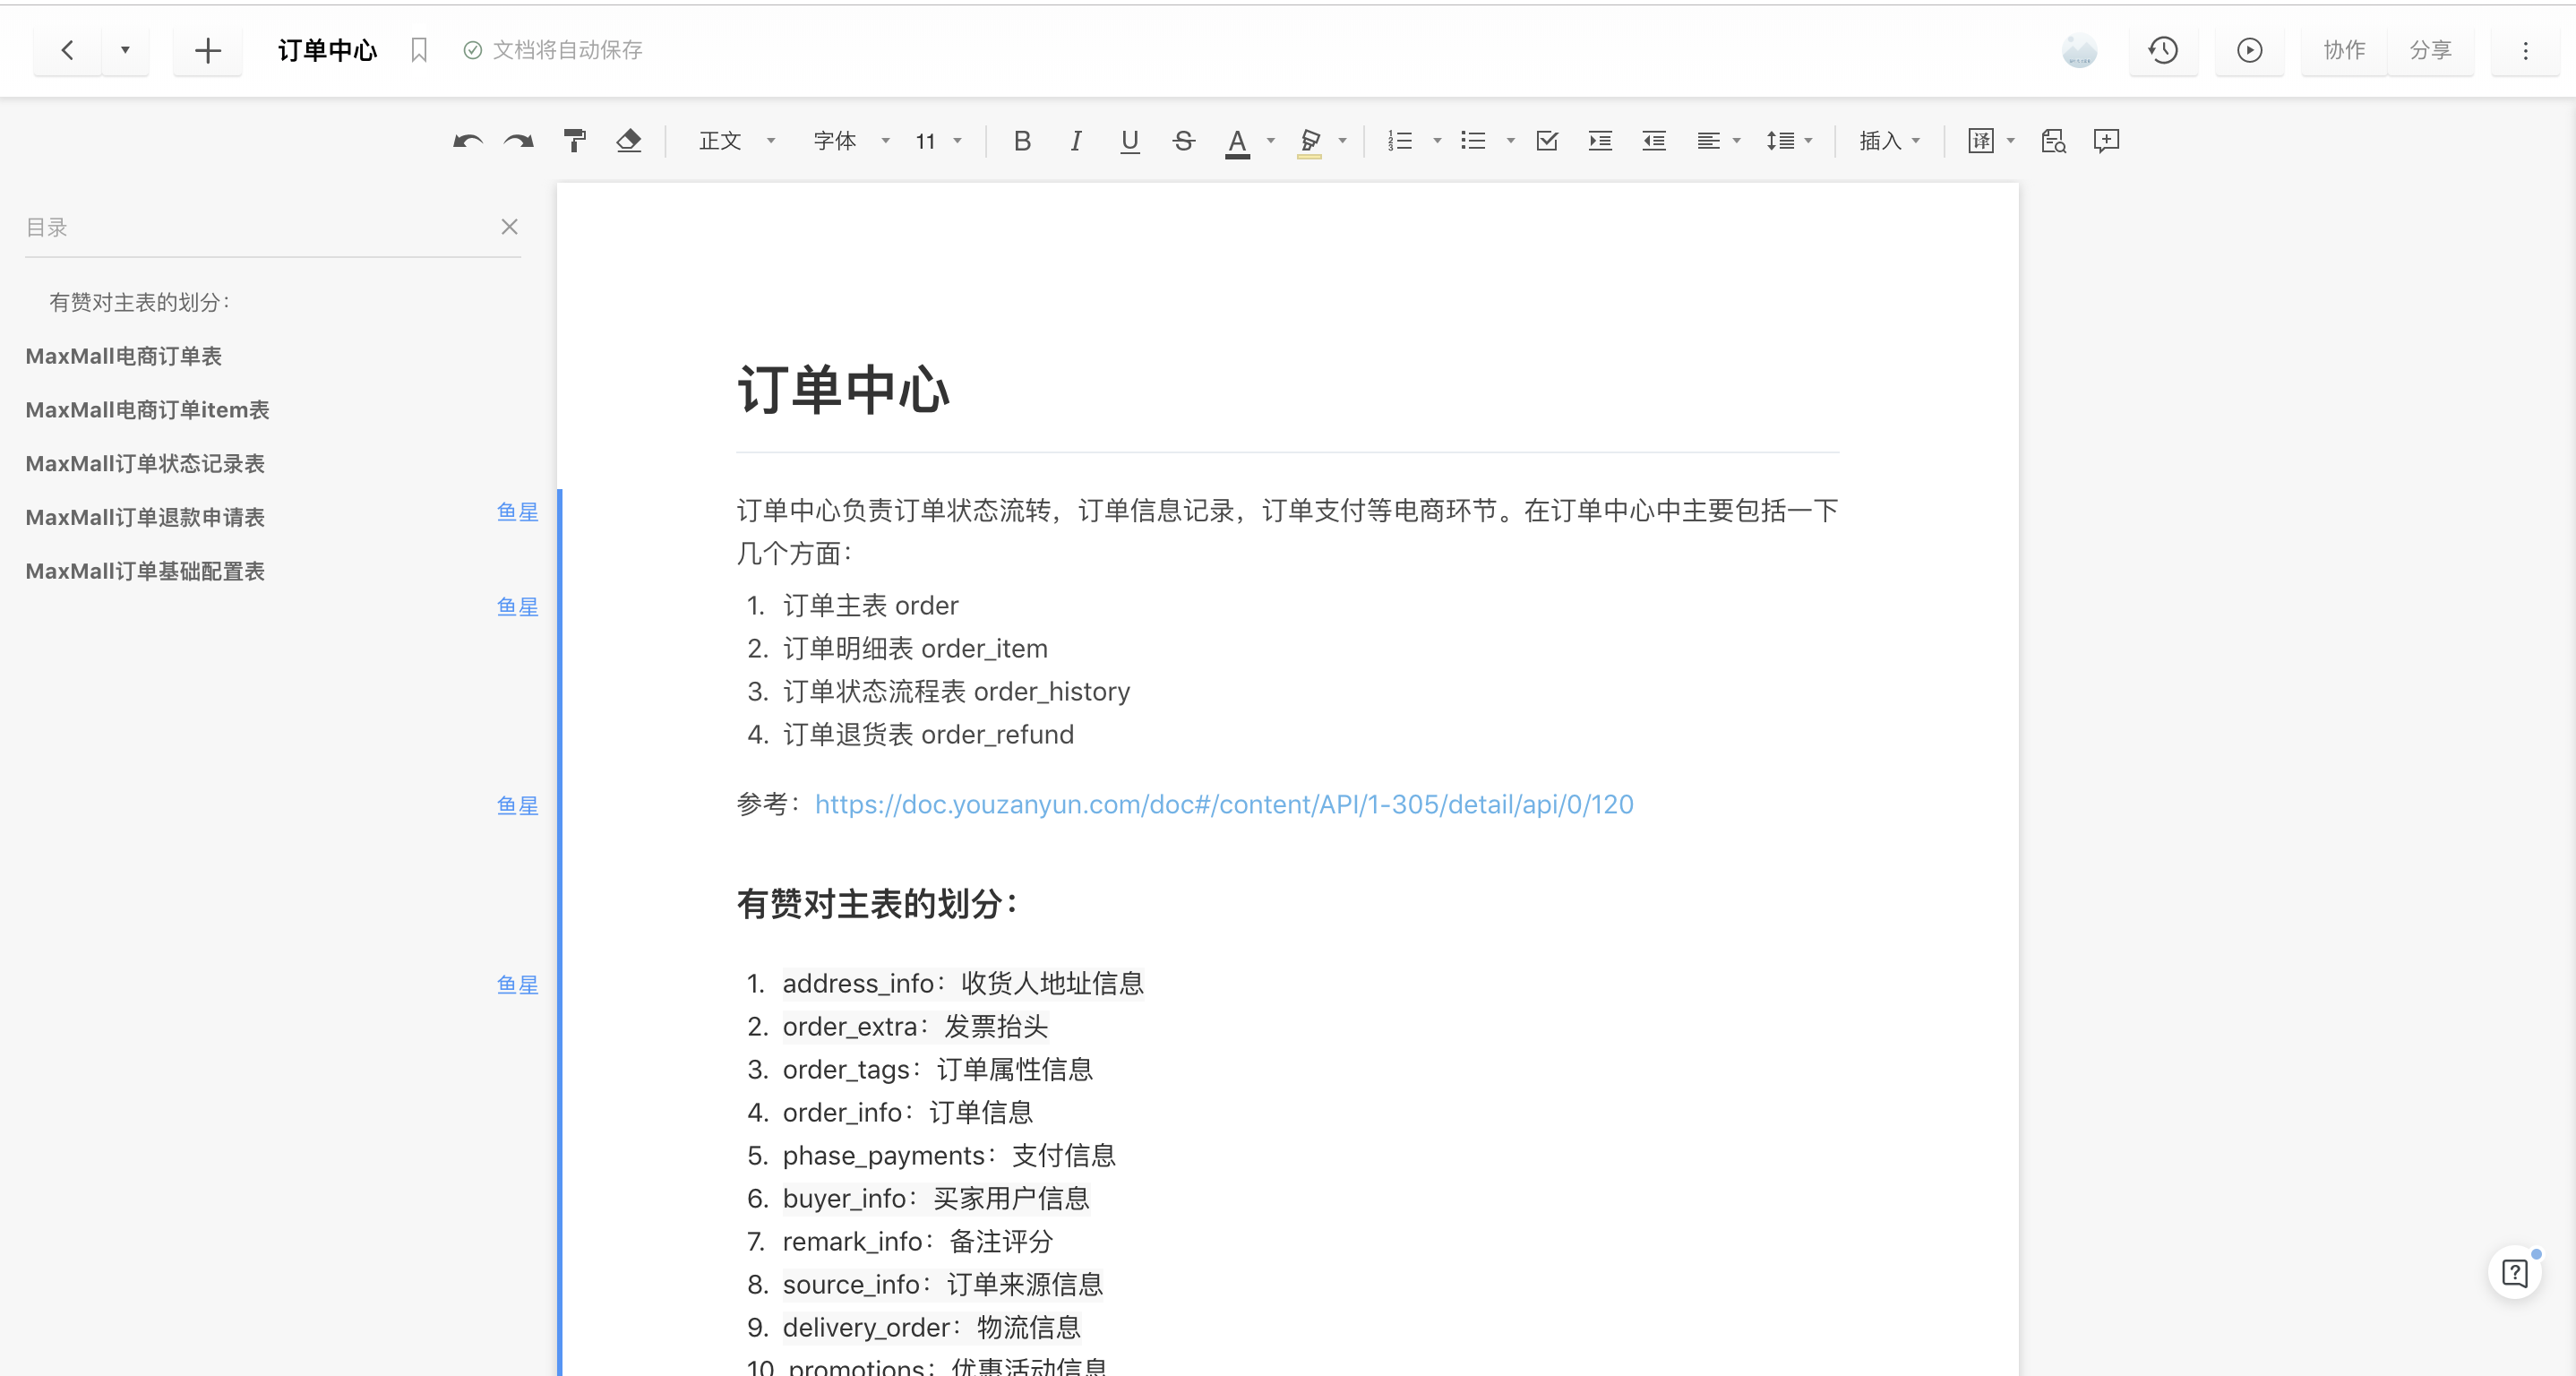 订单中心
文档将自动保存
协作
分享
正文
字体
11
B
I
U
S
A
插入
译
目录
有赞对主表的划分：
MaxMall电商订单表
MaxMall电商订单item表
MaxMall订单状态记录表
MaxMall订单退款申请表
MaxMall订单基础配置表
鱼星
鱼星
鱼星
鱼星
订单中心
订单中心负责订单状态流转，订单信息记录，订单支付等电商环节。在订单中心中主要包括一下
几个方面：
1. 订单主表 order
2. 订单明细表 order_item
3. 订单状态流程表 order_history
4. 订单退货表 order_refund
参考：https://doc.youzanyun.com/doc#/content/API/1-305/detail/api/0/120
有赞对主表的划分：
1. address_info：收货人地址信息
2. order_extra：发票抬头
3. order_tags：订单属性信息
4. order_info：订单信息
5. phase_payments：支付信息
6. buyer_info：买家用户信息
7. remark_info：备注评分
8. source_info：订单来源信息
9. delivery_order：物流信息
10. promotions：优惠活动信息